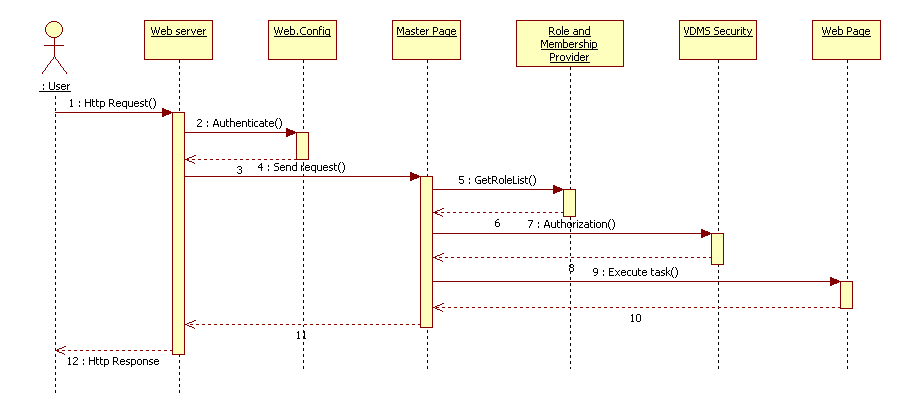 Web server
Web.Config
Master Page
Role and
Membership
Provider
VDMS Security
Web Page
: User
1 : Http Request()
2 : Authenticate()
3
4 : Send request()
5 : GetRoleList()
6
7 : Authorization()
8
9 : Execute task()
10
11
12 : Http Response